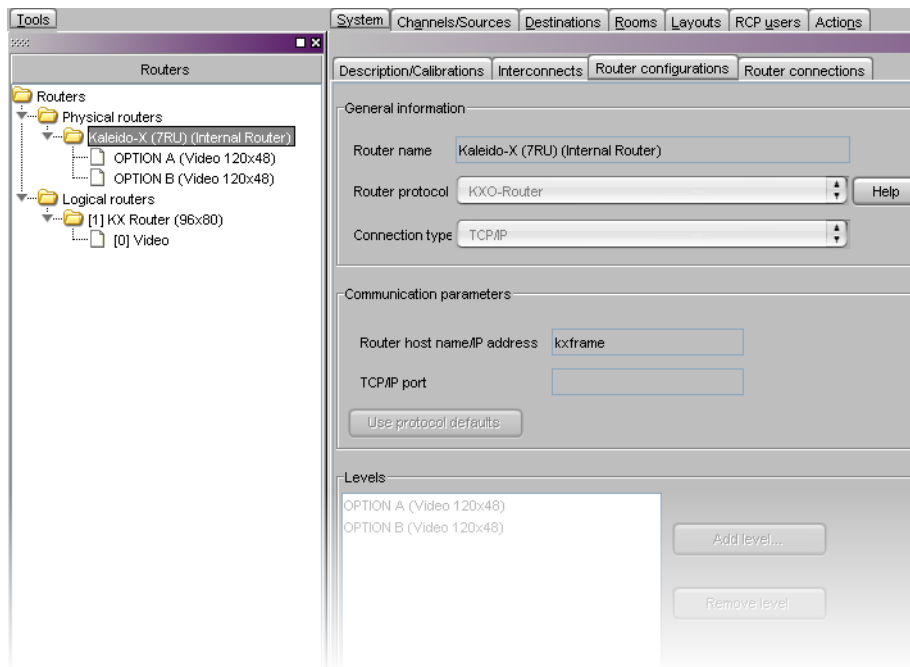 Tools
System Channels/Sources Destinations Rooms Layouts RCP users Actions
Routers
Description/Calibrations Interconnects Router configurations Router connections
Routers
Physical routers
Kaleido-X (7RU) (Internal Router)
OPTION A (Video 120x48)
OPTION B (Video 120x48)
Logical routers
[1] KX Router (96x80)
[0] Video
General information
Router name Kaleido-X (7RU) (Internal Router)
Router protocol KXO-Router Help
Connection type TCP/IP
Communication parameters
Router host name/IP address kxframe
TCP/IP port
Use protocol defaults
Levels
OPTION A (Video 120x48)
OPTION B (Video 120x48)
Add level...
Remove level